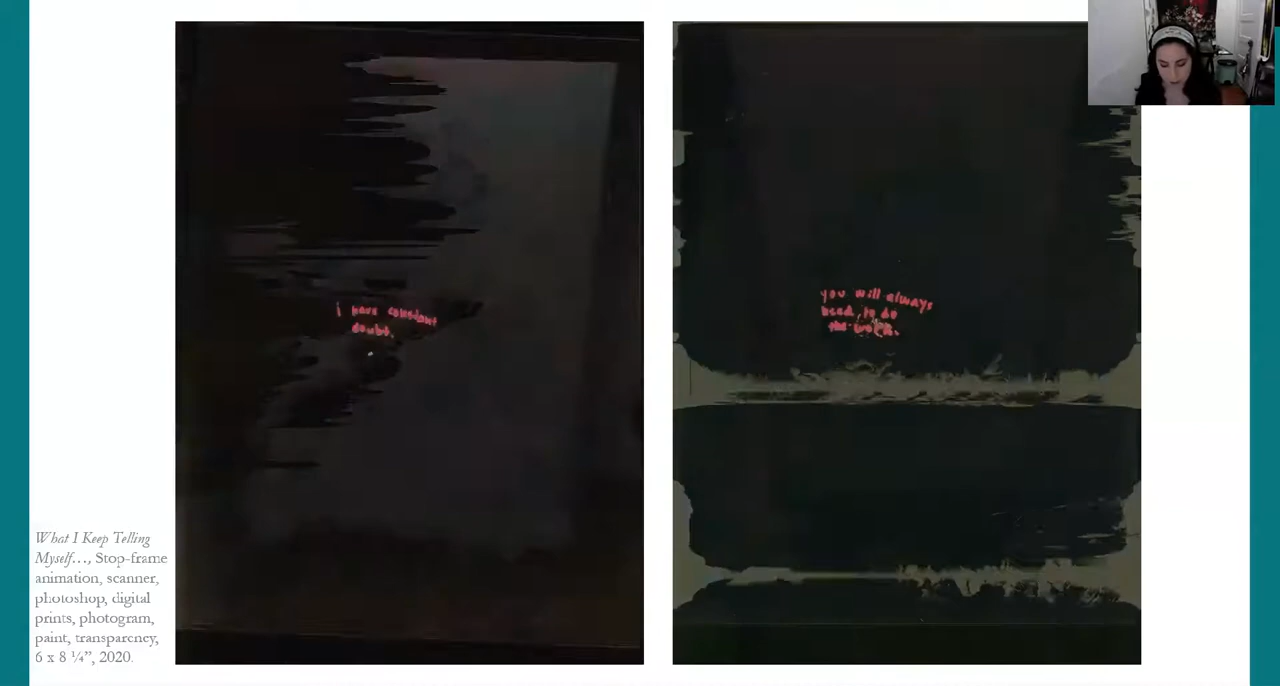 i have constant
doubt.
you will always
need to do
the work.
What I Keep Telling
Myself…, Stop-frame
animation, scanner,
photoshop, digital
prints, photogram,
paint, transparency,
6 x 8 ¼”, 2020.